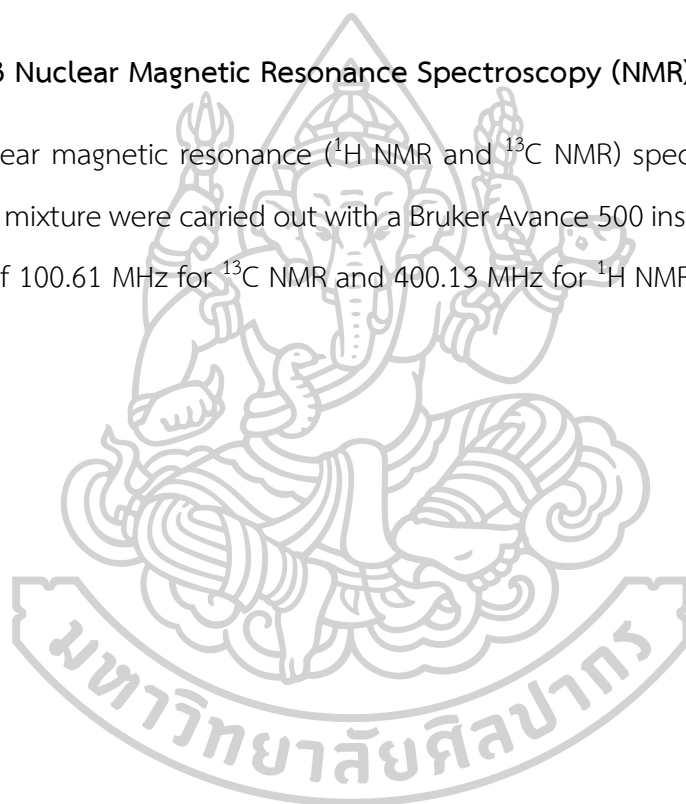 3 Nuclear Magnetic Resonance Spectroscopy (NMR)
lear magnetic resonance (¹H NMR and ¹³C NMR) spec
mixture were carried out with a Bruker Avance 500 ins
f 100.61 MHz for ¹³C NMR and 400.13 MHz for ¹H NMR
มหาวิทยาลัยศิลปากร